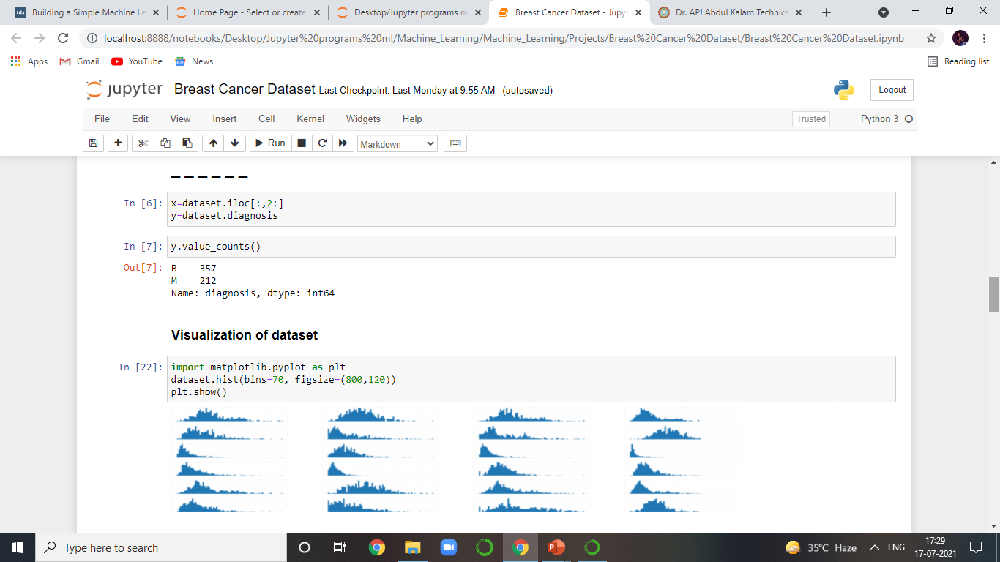 tds Building a Simple Machine Le
Home Page - Select or create
Desktop/Jupyter programs m
Breast Cancer Dataset - Jupyt
Dr. APJ Abdul Kalam Technica
localhost:8888/notebooks/Desktop/Jupyter%20programs%20ml/Machine_Learning/Machine_Learning/Projects/Breast%20Cancer%20Dataset/Breast%20Cancer%20Dataset.ipynb
Apps Gmail YouTube News Reading list
jupyter Breast Cancer Dataset Last Checkpoint: Last Monday at 9:55 AM (autosaved) Logout
File Edit View Insert Cell Kernel Widgets Help Trusted Python 3
Run Markdown
In [6]: x=dataset.iloc[:,2:]
y=dataset.diagnosis
In [7]: y.value_counts()
Out[7]: B 357
M 212
Name: diagnosis, dtype: int64
Visualization of dataset
In [22]: import matplotlib.pyplot as plt
dataset.hist(bins=70, figsize=(800,120))
plt.show()
Type here to search
35°C Haze
ENG
17:29
17-07-2021